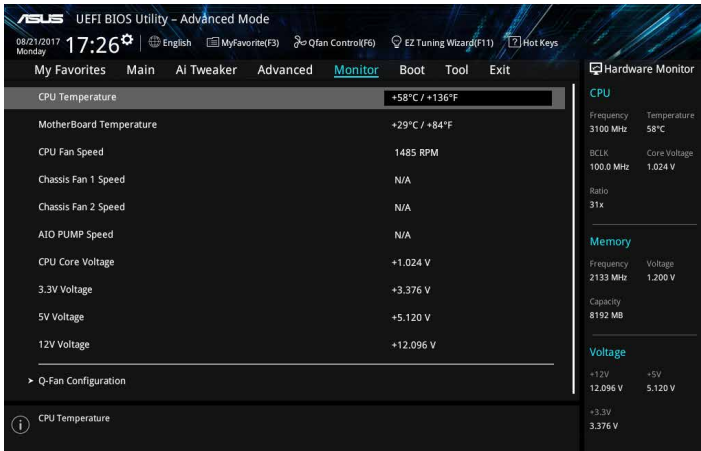 ASUS UEFI BIOS Utility – Advanced Mode
08/21/2017 Monday 17:26 English MyFavorite(F3) Qfan Control(F6) EZ Tuning Wizard(F11) ? Hot Keys
My Favorites Main Ai Tweaker Advanced Monitor Boot Tool Exit
CPU Temperature +58°C / +136°F
MotherBoard Temperature +29°C / +84°F
CPU Fan Speed 1485 RPM
Chassis Fan 1 Speed N/A
Chassis Fan 2 Speed N/A
AIO PUMP Speed N/A
CPU Core Voltage +1.024 V
3.3V Voltage +3.376 V
5V Voltage +5.120 V
12V Voltage +12.096 V
> Q-Fan Configuration
i CPU Temperature
Hardware Monitor
CPU
Frequency Temperature
3100 MHz 58°C
BCLK Core Voltage
100.0 MHz 1.024 V
Ratio
31x
Memory
Frequency Voltage
2133 MHz 1.200 V
Capacity
8192 MB
Voltage
+12V +5V
12.096 V 5.120 V
+3.3V
3.376 V